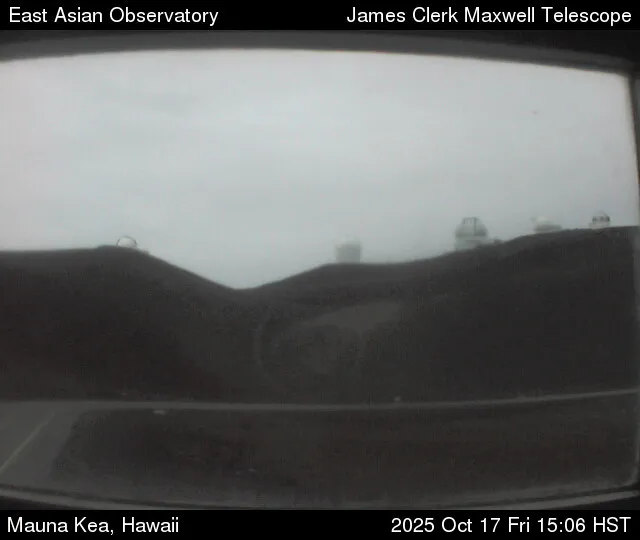 East Asian Observatory
James Clerk Maxwell Telescope
Mauna Kea, Hawaii
2025 Oct 17 Fri 15:06 HST